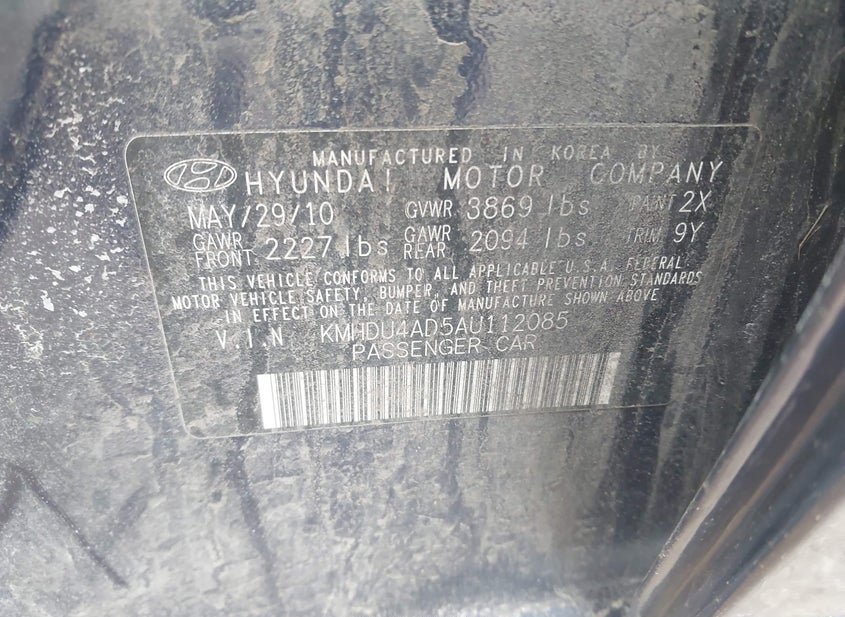 MANUFACTURED IN KOREA BY
HYUNDAI MOTOR COMPANY
MAY/29/10 GVWR 3869 lbs PAINT 2X
GAWR FRONT 2227 lbs GAWR REAR 2094 lbs TRIM 9Y
THIS VEHICLE CONFORMS TO ALL APPLICABLE U.S.A. FEDERAL
MOTOR VEHICLE SAFETY, BUMPER, AND THEFT PREVENTION STANDARDS
IN EFFECT ON THE DATE OF MANUFACTURE SHOWN ABOVE
V.I.N KMHDU4AD5AU112085
PASSENGER CAR